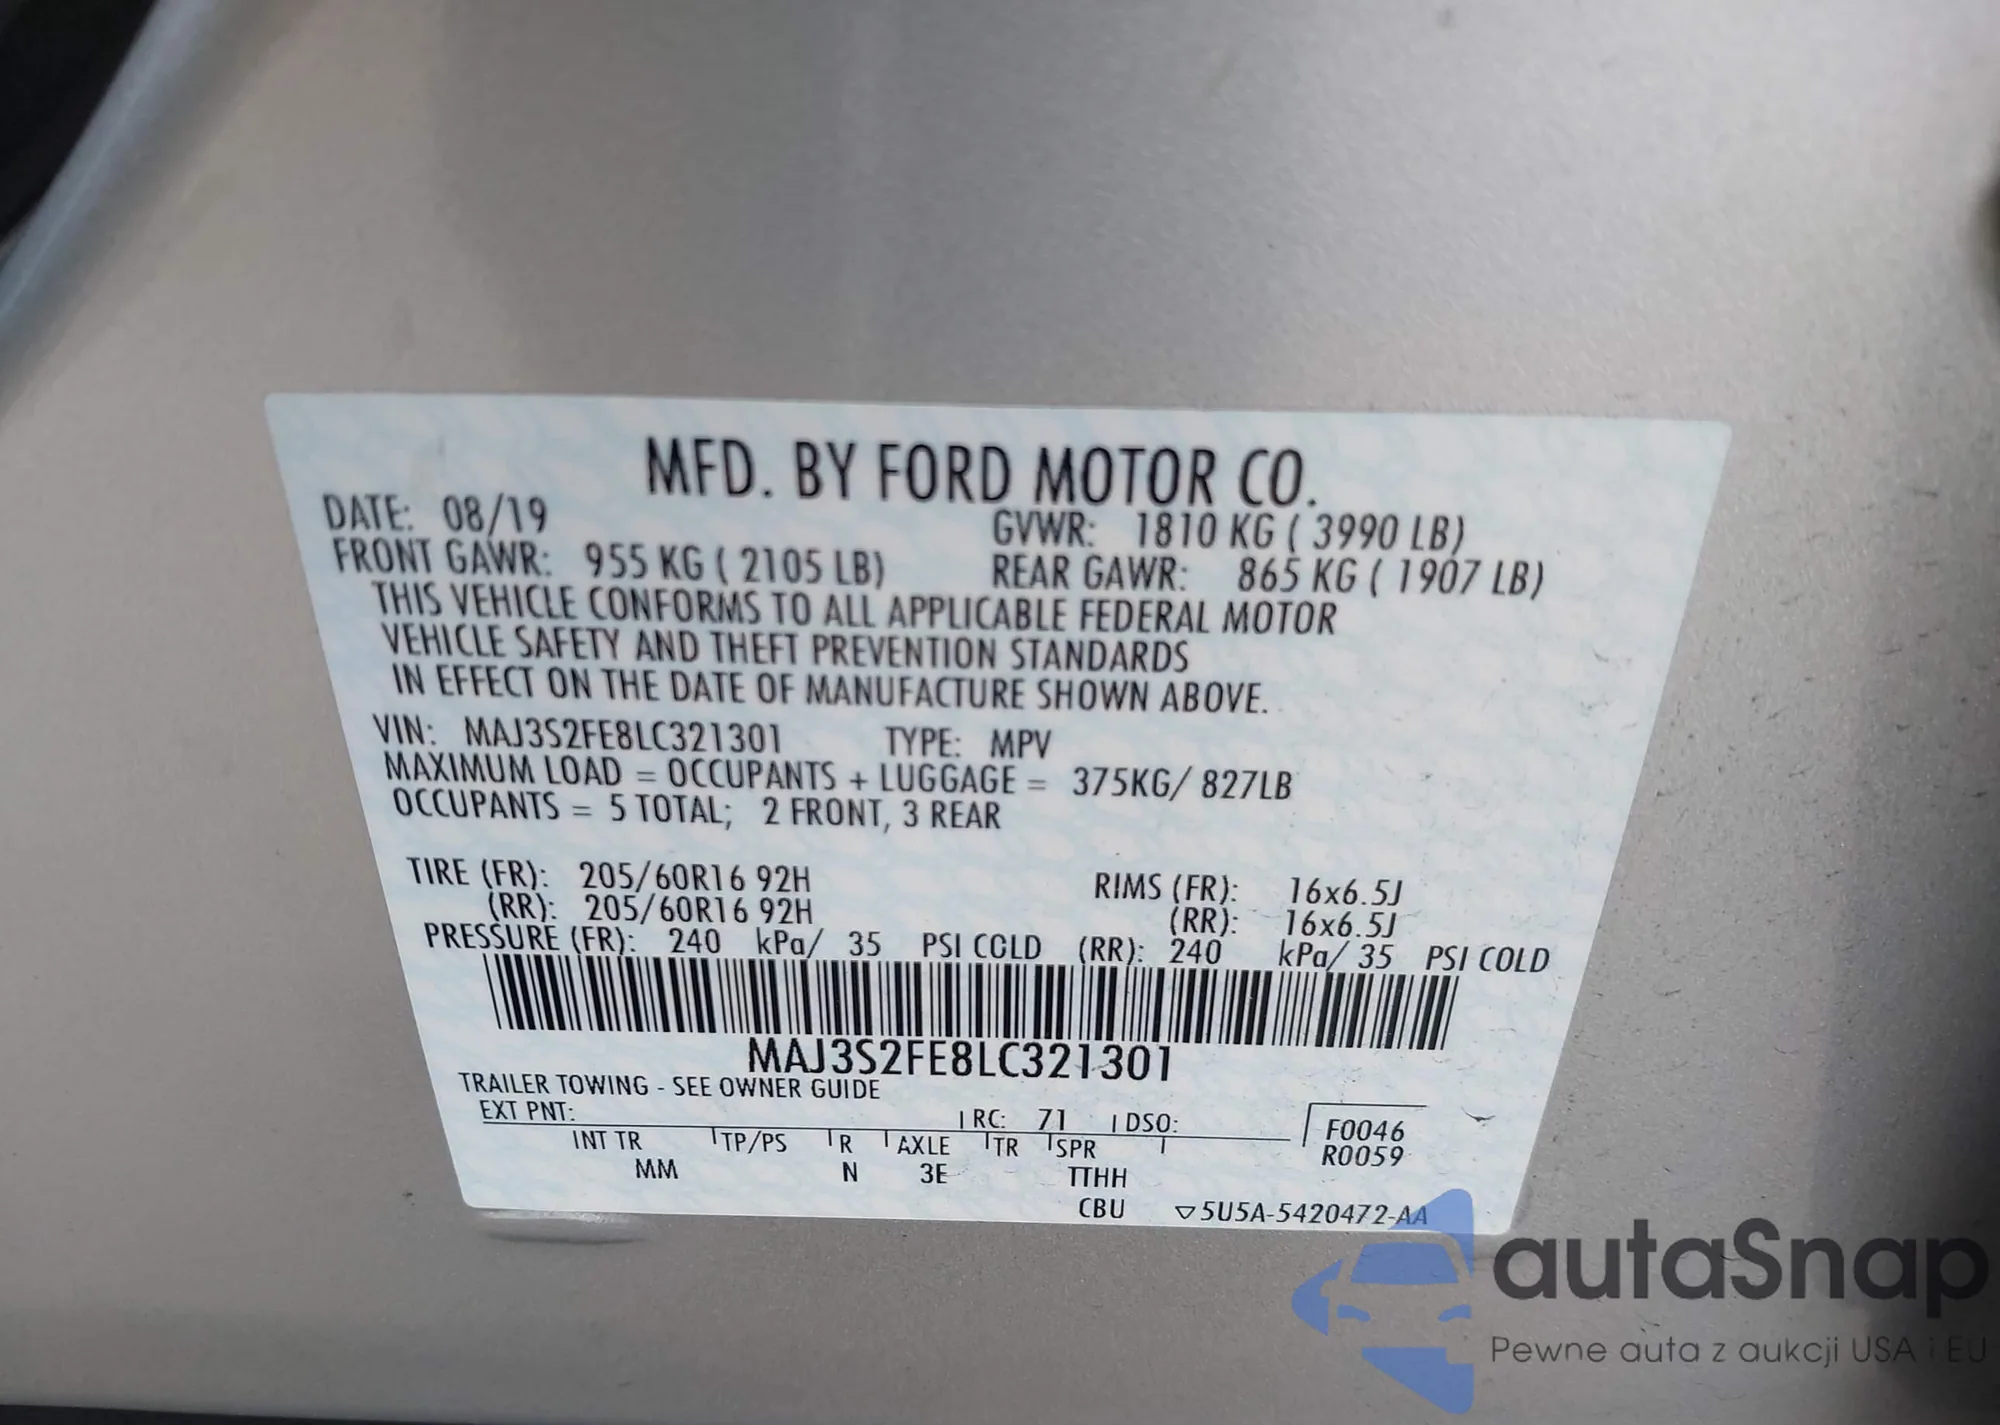 MFD. BY FORD MOTOR CO.
DATE: 08/19 GVWR: 1810 KG ( 3990 LB)
FRONT GAWR: 955 KG ( 2105 LB) REAR GAWR: 865 KG ( 1907 LB)
THIS VEHICLE CONFORMS TO ALL APPLICABLE FEDERAL MOTOR
VEHICLE SAFETY AND THEFT PREVENTION STANDARDS
IN EFFECT ON THE DATE OF MANUFACTURE SHOWN ABOVE.
VIN: MAJ3S2FE8LC321301 TYPE: MPV
MAXIMUM LOAD = OCCUPANTS + LUGGAGE = 375KG/ 827LB
OCCUPANTS = 5 TOTAL; 2 FRONT, 3 REAR
TIRE (FR): 205/60R16 92H RIMS (FR): 16x6.5J
(RR): 205/60R16 92H (RR): 16x6.5J
PRESSURE (FR): 240 kPa/ 35 PSI COLD (RR): 240 kPa/ 35 PSI COLD
MAJ3S2FE8LC321301
TRAILER TOWING - SEE OWNER GUIDE
EXT PNT: RC: 71 DSO: F0046
INT TR TP/PS R AXLE TR SPR R0059
MM N 3E TTHH
CBU ▽5U5A-5420472-AA
autaSnap
Pewne auta z aukcji USA i EU